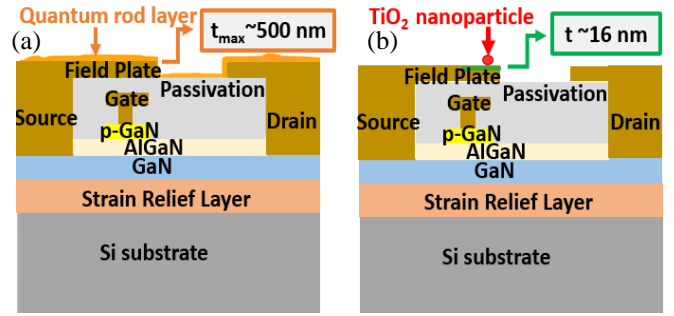 Quantum rod layer
(a)
tmax~500 nm
Field Plate
Passivation
Gate
Source
p-GaN
Drain
AlGaN
GaN
Strain Relief Layer
Si substrate
TiO2 nanoparticle
(b)
t ~16 nm
Field Plate
Passivation
Gate
Source
p-GaN
Drain
AlGaN
GaN
Strain Relief Layer
Si substrate